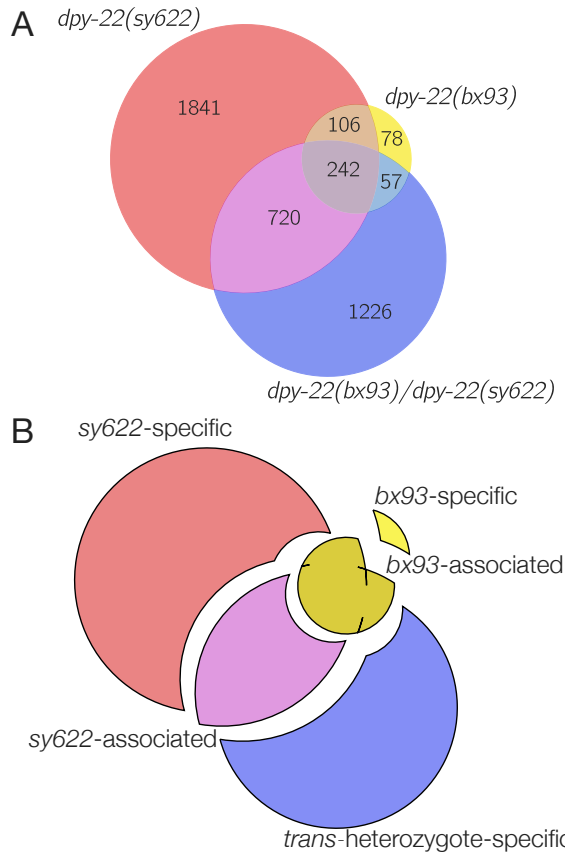 A
dpy-22(sy622)
dpy-22(bx93)
1841
106
78
242
57
720
1226
dpy-22(bx93)/dpy-22(sy622)
B
sy622-specific
bx93-specific
bx93-associated
sy622-associated
trans-heterozygote-specific